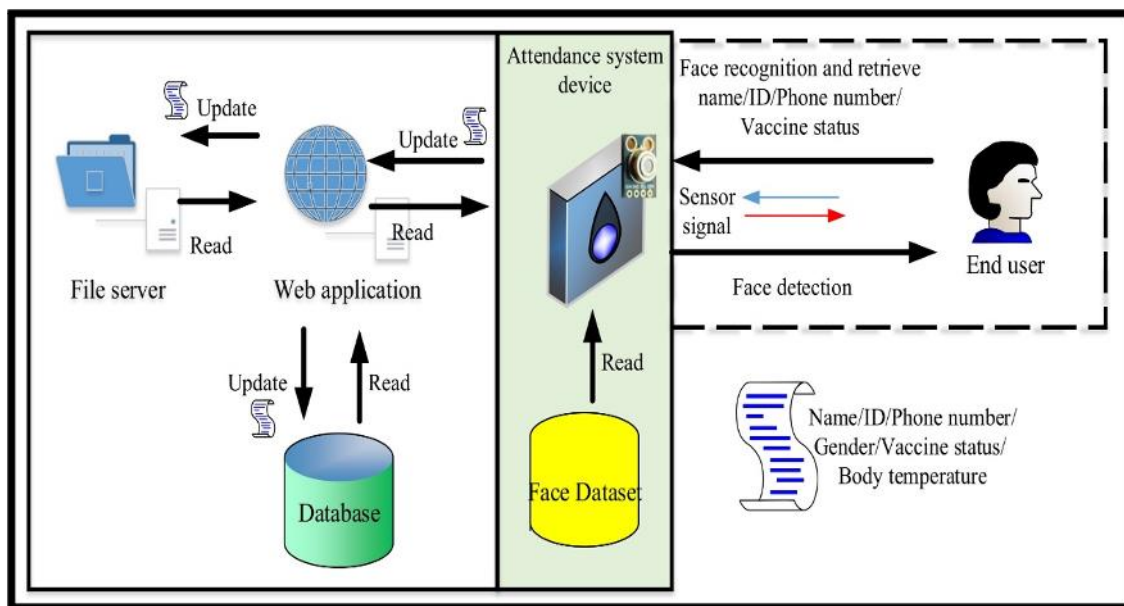 Attendance system
device
Face recognition and retrieve
name/ID/Phone number/
Vaccine status
Update
Update
Sensor
signal
Read
Read
File server
Web application
End user
Face detection
Update
Read
Read
Name/ID/Phone number/
Gender/Vaccine status/
Body temperature
Face Dataset
Database